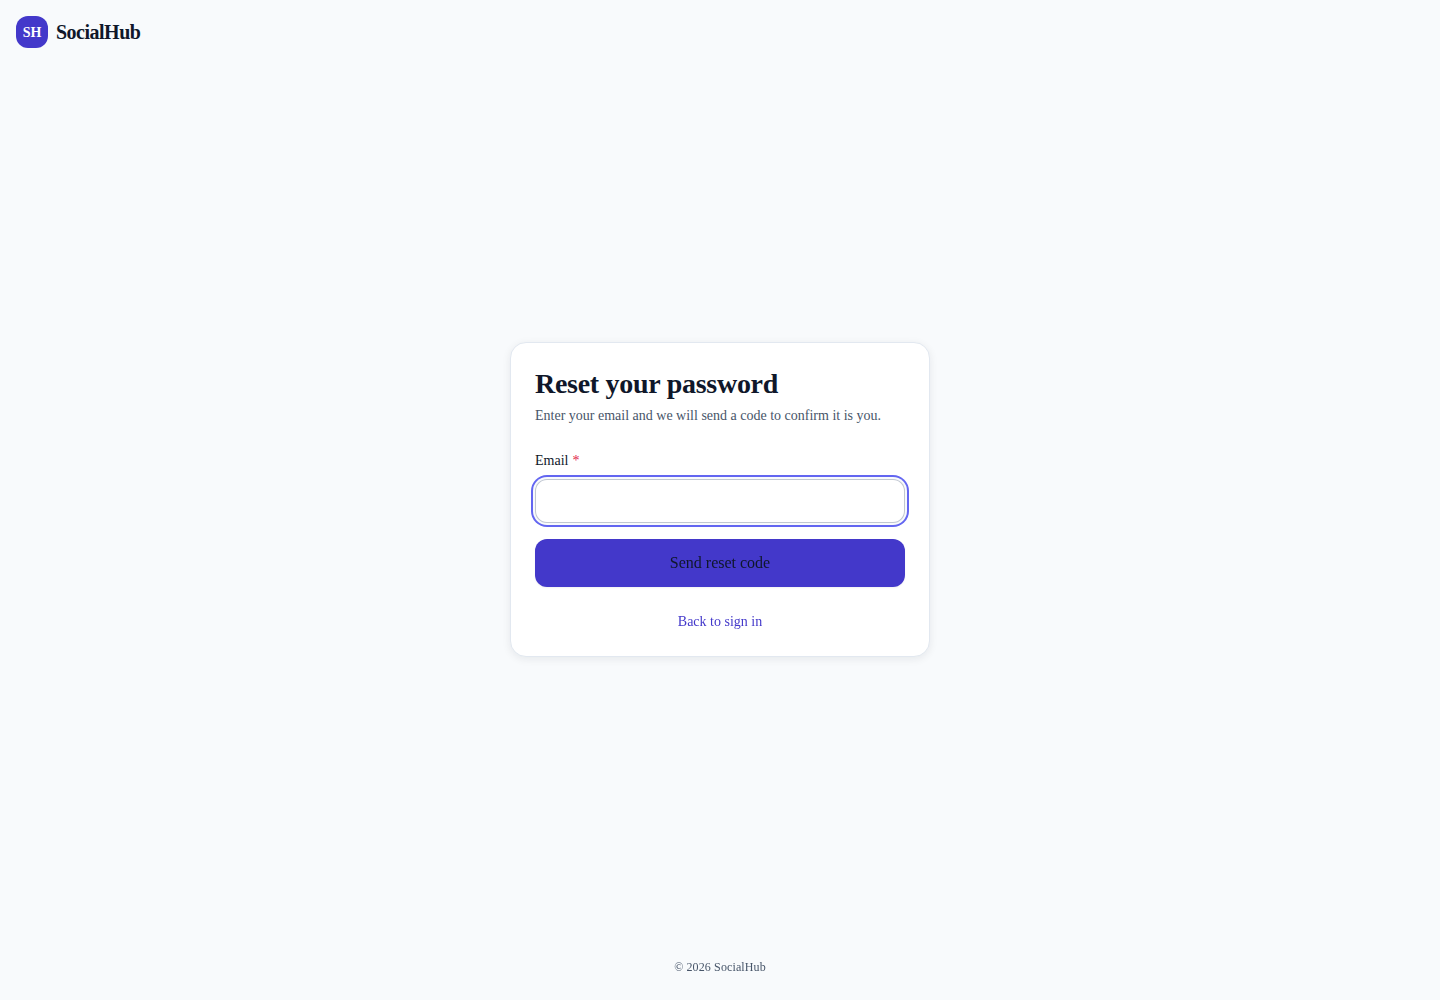 SH SocialHub
Reset your password
Enter your email and we will send a code to confirm it is you.
Email *
Send reset code
Back to sign in
© 2026 SocialHub